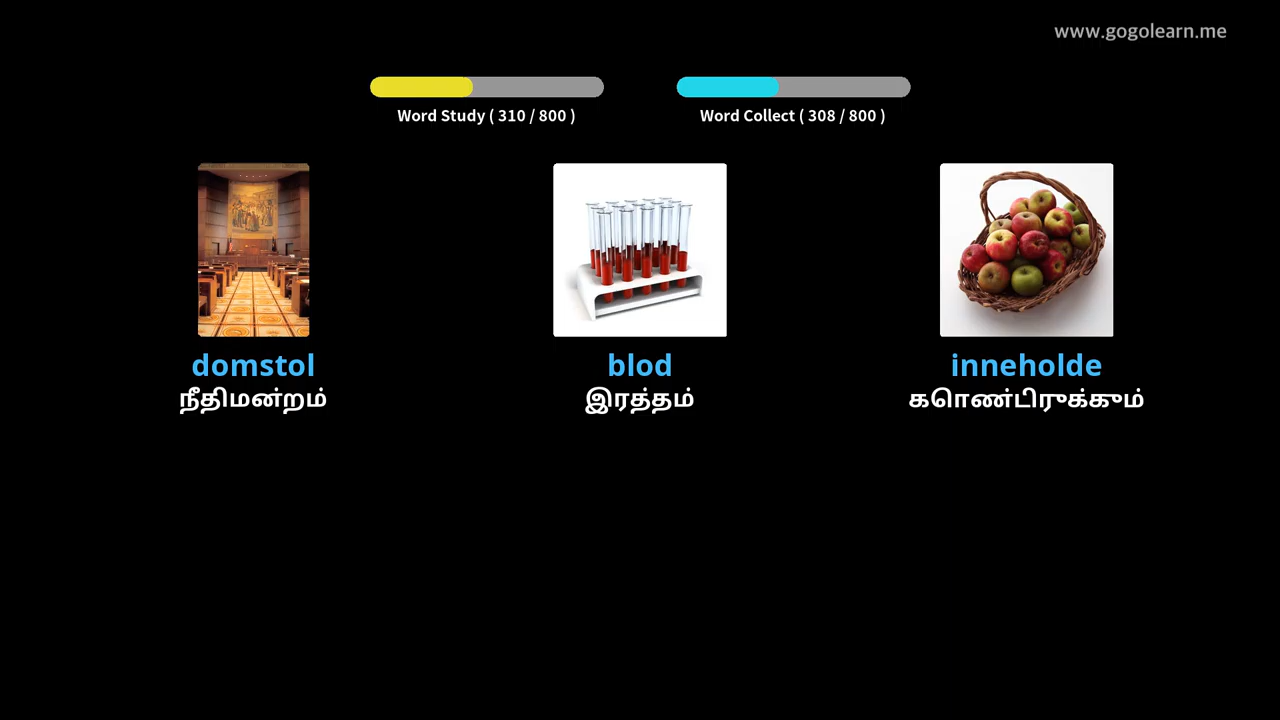 www.gogolearn.me
Word Study ( 310 / 800 )
Word Collect ( 308 / 800 )
domstol
நீதிமன்றம்
blod
இரத்தம்
inneholde
கொண்டிருக்கும்